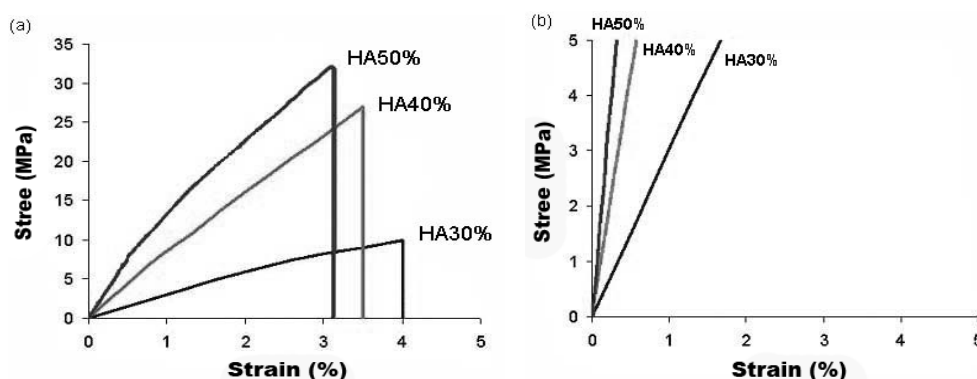 (a)
35
30
25
20
15
10
5
0
Stree (MPa)
HA50%
HA40%
HA30%
0 1 2 3 4 5
Strain (%)
(b)
5
4
3
2
1
0
Stree (MPa)
HA50%
HA40%
HA30%
0 1 2 3 4 5
Strain (%)